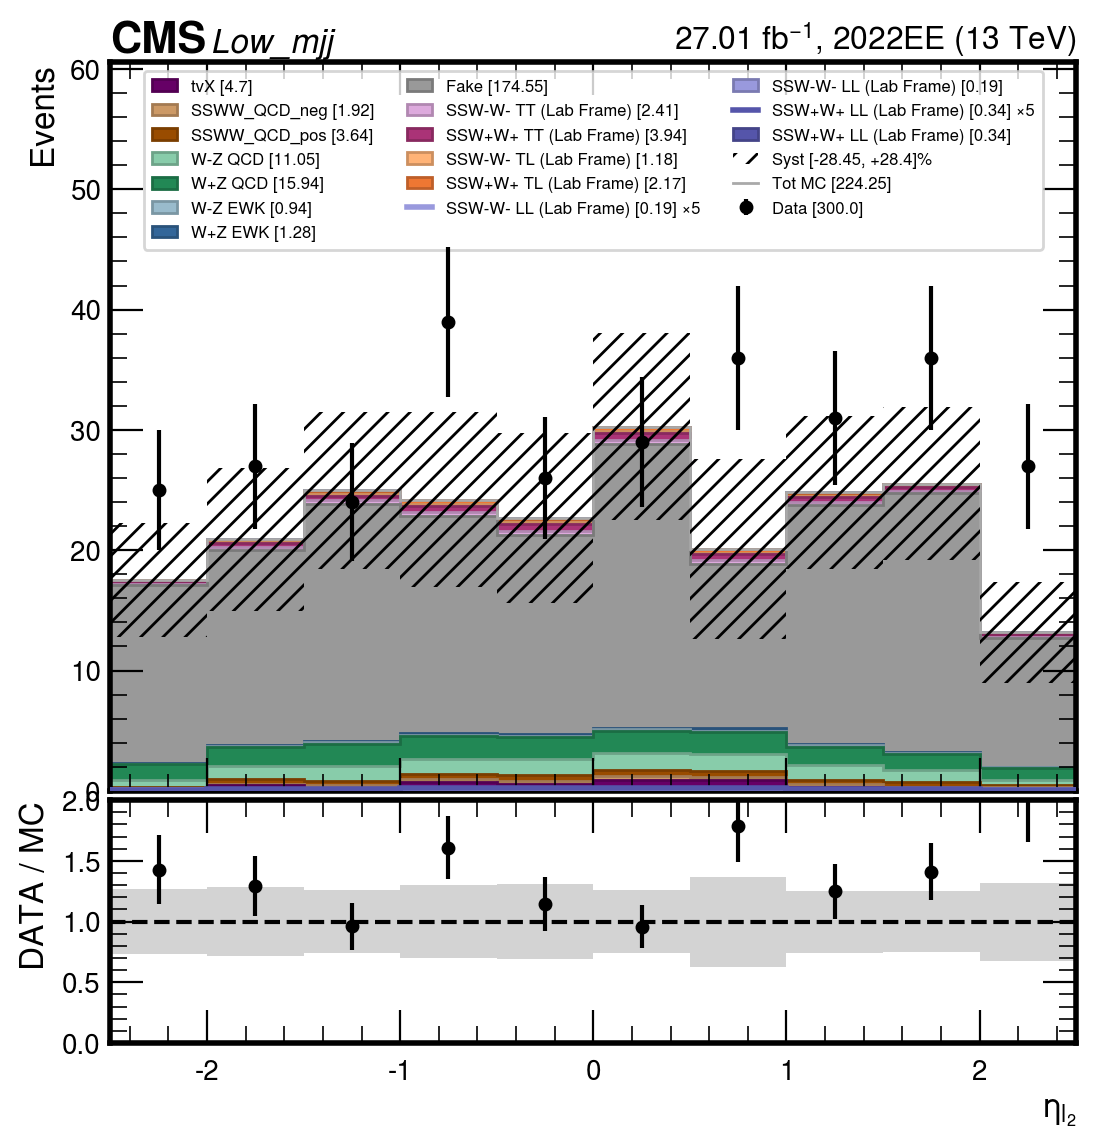 CMS Low_mjj 27.01 fb⁻¹, 2022EE (13 TeV)
Events
60
50
40
30
20
10
0
tvX [4.7]
SSWW_QCD_neg [1.92]
SSWW_QCD_pos [3.64]
W-Z QCD [11.05]
W+Z QCD [15.94]
W-Z EWK [0.94]
W+Z EWK [1.28]
Fake [174.55]
SSW-W- TT (Lab Frame) [2.41]
SSW+W+ TT (Lab Frame) [3.94]
SSW-W- TL (Lab Frame) [1.18]
SSW+W+ TL (Lab Frame) [2.17]
SSW-W- LL (Lab Frame) [0.19] ×5
SSW-W- LL (Lab Frame) [0.19]
SSW+W+ LL (Lab Frame) [0.34] ×5
SSW+W+ LL (Lab Frame) [0.34]
Syst [-28.45, +28.4]%
Tot MC [224.25]
Data [300.0]
DATA / MC
2.0
1.5
1.0
0.5
0.0
-2 -1 0 1 2
η_l₂